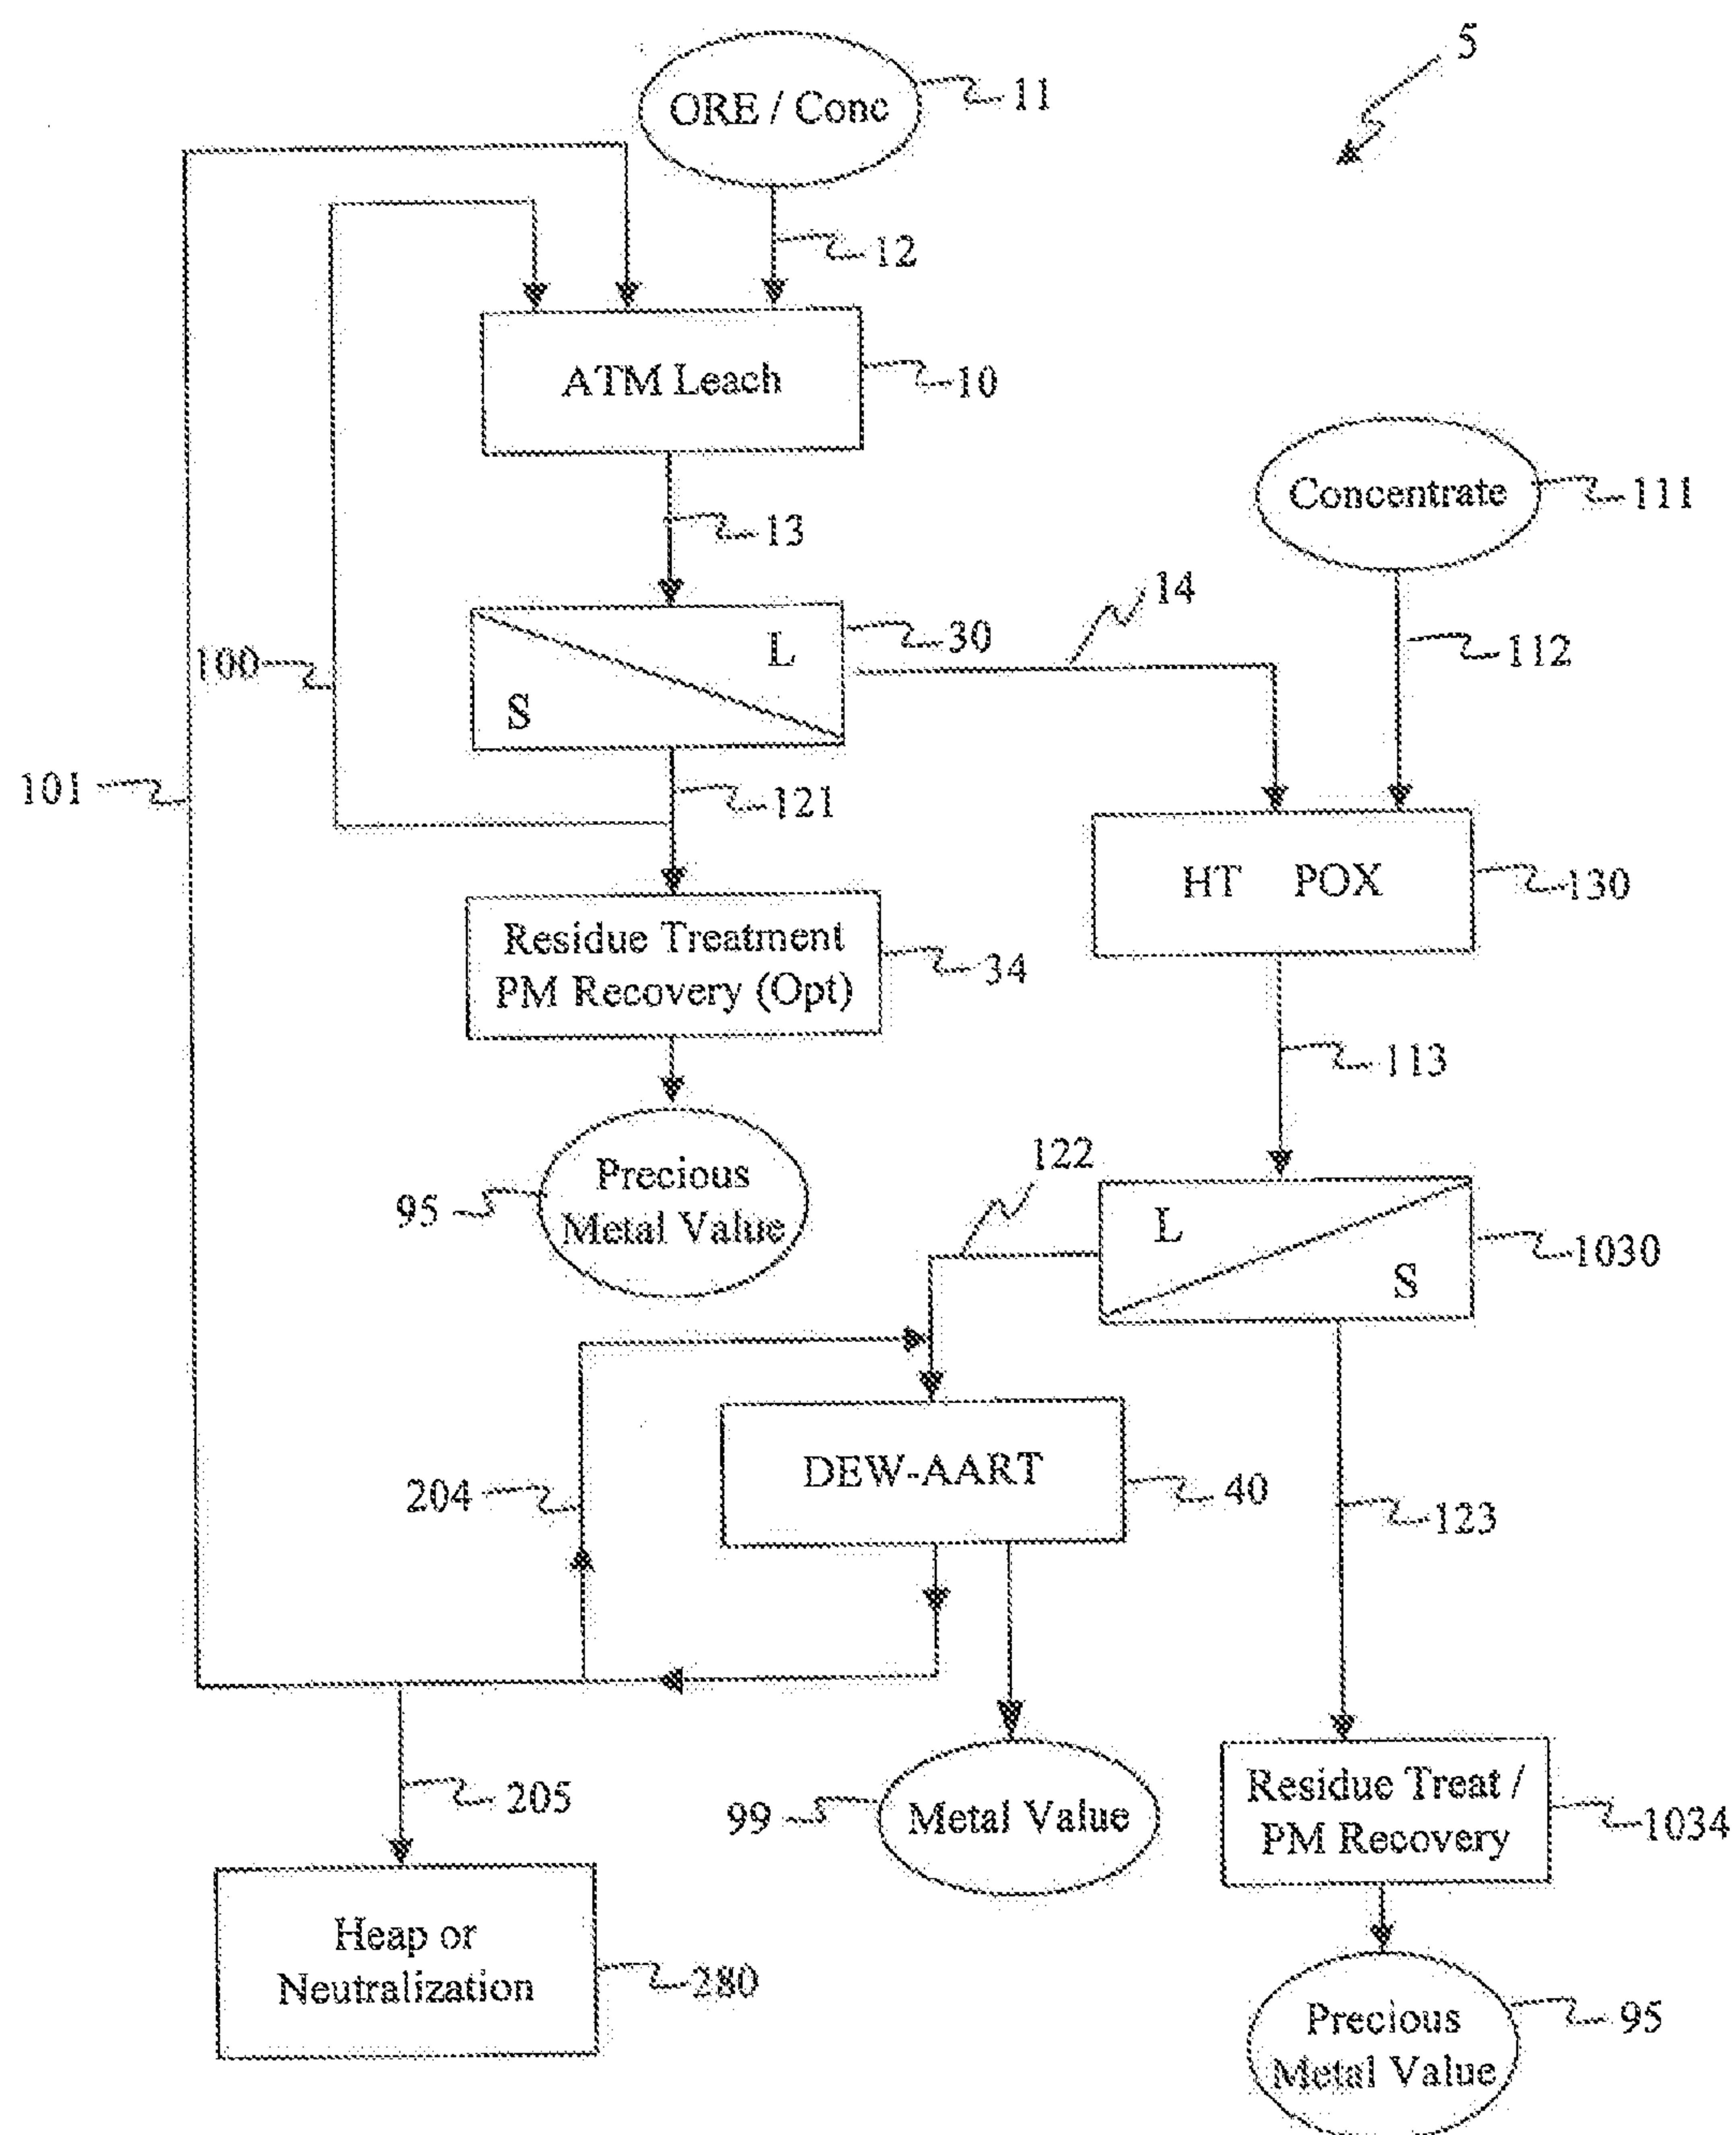 5
ORE / Conc
11
12
ATM Leach
10
Concentrate
111
13
14
L
30
112
100
S
101
121
HT POX
130
Residue Treatment
PM Recovery (Opt)
34
113
122
Precious
Metal Value
95
L
1030
S
DEW-AART
204
40
123
205
99
Metal Value
Residue Treat /
PM Recovery
1034
Heap or
Neutralization
280
Precious
Metal Value
95